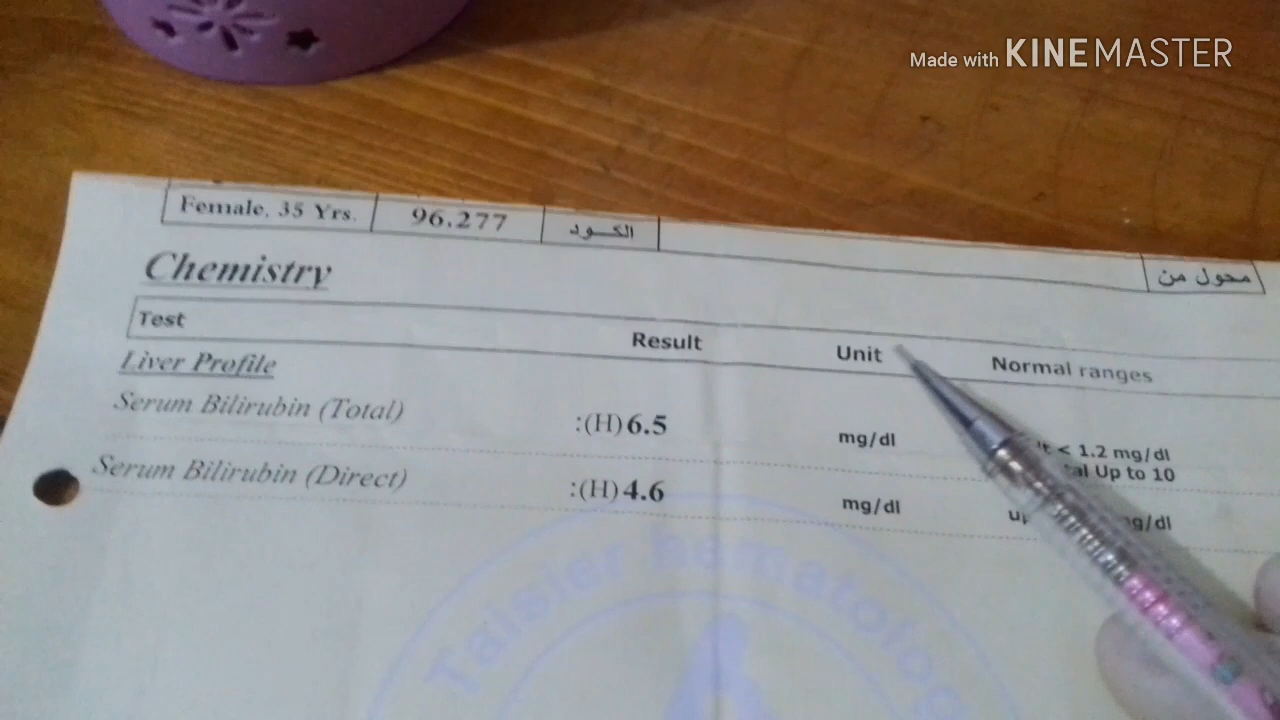 Made with KINEMASTER
Female, 35 Yrs. 96.277 الكـــود محول من
Chemistry
Test Result Unit Normal ranges
Liver Profile
Serum Bilirubin (Total) :(H)6.5 mg/dl < 1.2 mg/dl
Up to 10
Serum Bilirubin (Direct) :(H)4.6 mg/dl
Taisier